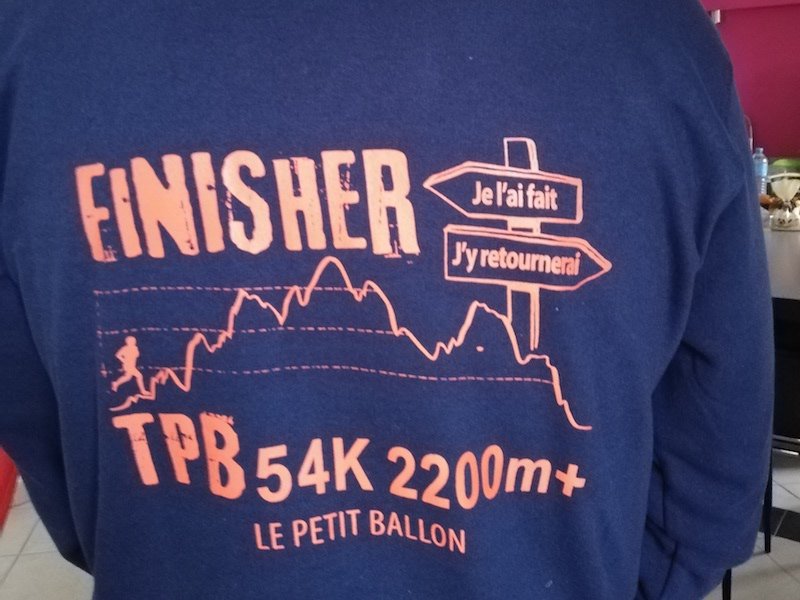 FiNISHER
Je l'ai fait
J'y retournerai
TPB 54K 2200m+
LE PETIT BALLON